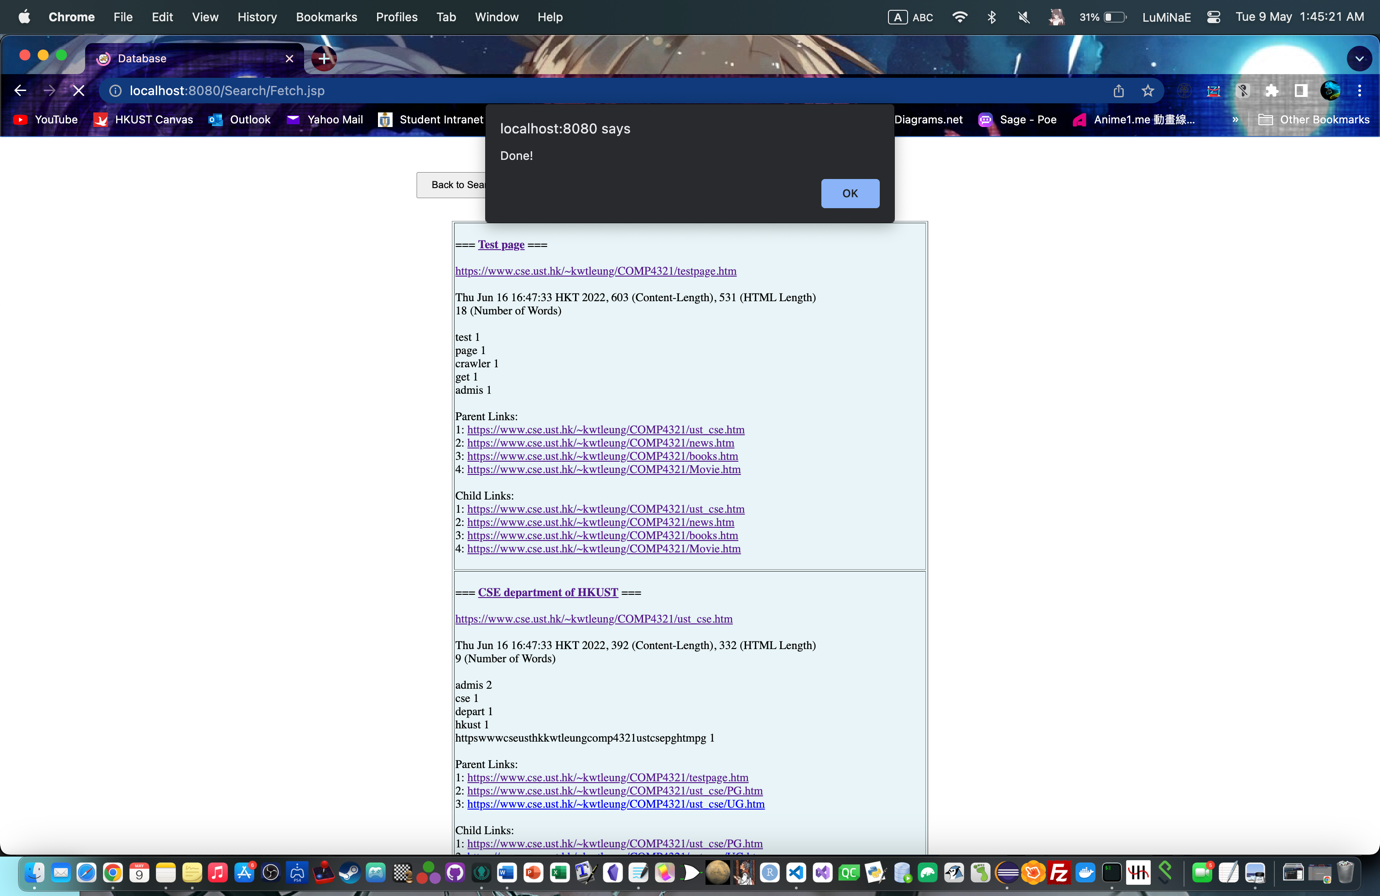 Chrome File Edit View History Bookmarks Profiles Tab Window Help A ABC 31% LuMiNaE Tue 9 May 1:45:21 AM
Database
localhost:8080/Search/Fetch.jsp
YouTube HKUST Canvas Outlook Yahoo Mail Student Intranet Diagrams.net Sage - Poe Anime1.me 動畫線... » Other Bookmarks
localhost:8080 says
Done!
OK
Back to Sea
=== Test page ===
https://www.cse.ust.hk/~kwtleung/COMP4321/testpage.htm
Thu Jun 16 16:47:33 HKT 2022, 603 (Content-Length), 531 (HTML Length)
18 (Number of Words)
test 1
page 1
crawler 1
get 1
admis 1
Parent Links:
1: https://www.cse.ust.hk/~kwtleung/COMP4321/ust_cse.htm
2: https://www.cse.ust.hk/~kwtleung/COMP4321/news.htm
3: https://www.cse.ust.hk/~kwtleung/COMP4321/books.htm
4: https://www.cse.ust.hk/~kwtleung/COMP4321/Movie.htm
Child Links:
1: https://www.cse.ust.hk/~kwtleung/COMP4321/ust_cse.htm
2: https://www.cse.ust.hk/~kwtleung/COMP4321/news.htm
3: https://www.cse.ust.hk/~kwtleung/COMP4321/books.htm
4: https://www.cse.ust.hk/~kwtleung/COMP4321/Movie.htm
=== CSE department of HKUST ===
https://www.cse.ust.hk/~kwtleung/COMP4321/ust_cse.htm
Thu Jun 16 16:47:33 HKT 2022, 392 (Content-Length), 332 (HTML Length)
9 (Number of Words)
admis 2
cse 1
depart 1
hkust 1
httpswwwcseusthkkwtleungcomp4321ustcsepghtmpg 1
Parent Links:
1: https://www.cse.ust.hk/~kwtleung/COMP4321/testpage.htm
2: https://www.cse.ust.hk/~kwtleung/COMP4321/ust_cse/PG.htm
3: https://www.cse.ust.hk/~kwtleung/COMP4321/ust_cse/UG.htm
Child Links:
1: https://www.cse.ust.hk/~kwtleung/COMP4321/ust_cse/PG.htm